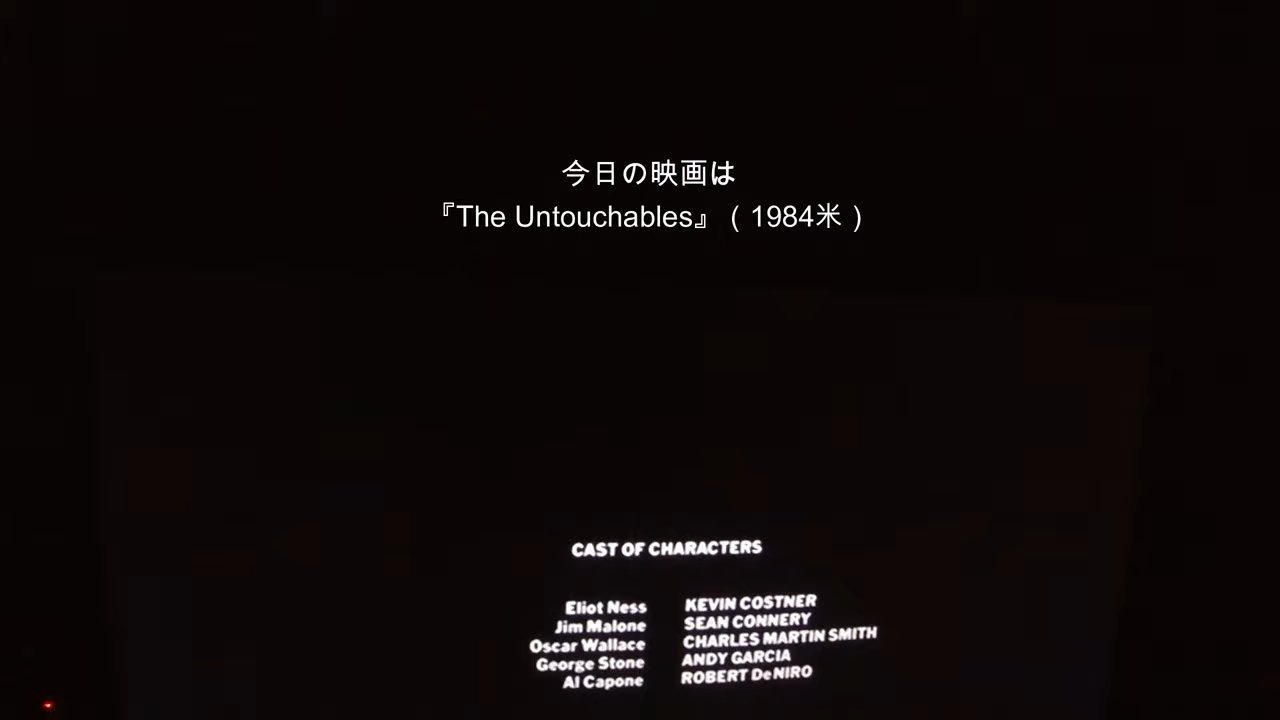 今日の映画は
『The Untouchables』（1984米）
CAST OF CHARACTERS
Eliot Ness KEVIN COSTNER
Jim Malone SEAN CONNERY
Oscar Wallace CHARLES MARTIN SMITH
George Stone ANDY GARCIA
Al Capone ROBERT DeNIRO